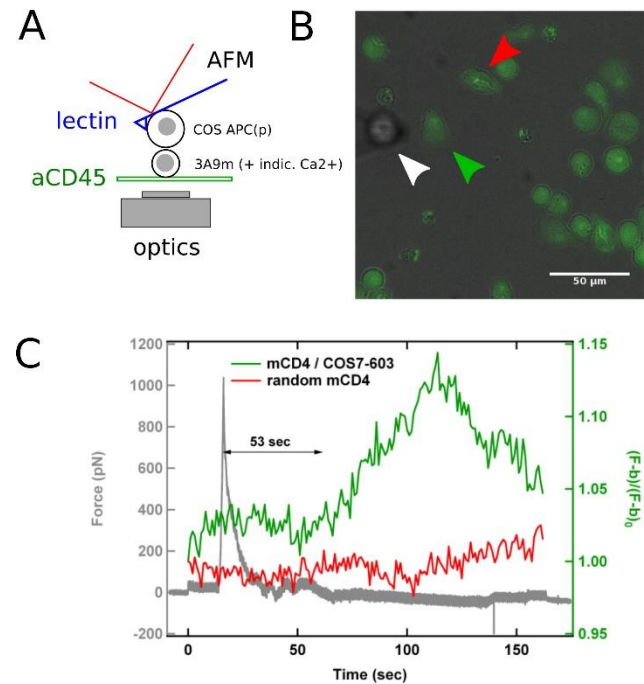 A
AFM
lectin
COS APC(p)
3A9m (+ indic. Ca2+)
aCD45
optics
B
50 µm
C
mCD4 / COS7-603
random mCD4
53 sec
Force (pN)
1200
1000
800
600
400
200
0
-200
(F-b)/(F-b)0
1.15
1.10
1.05
1.00
0.95
0
50
100
150
Time (sec)